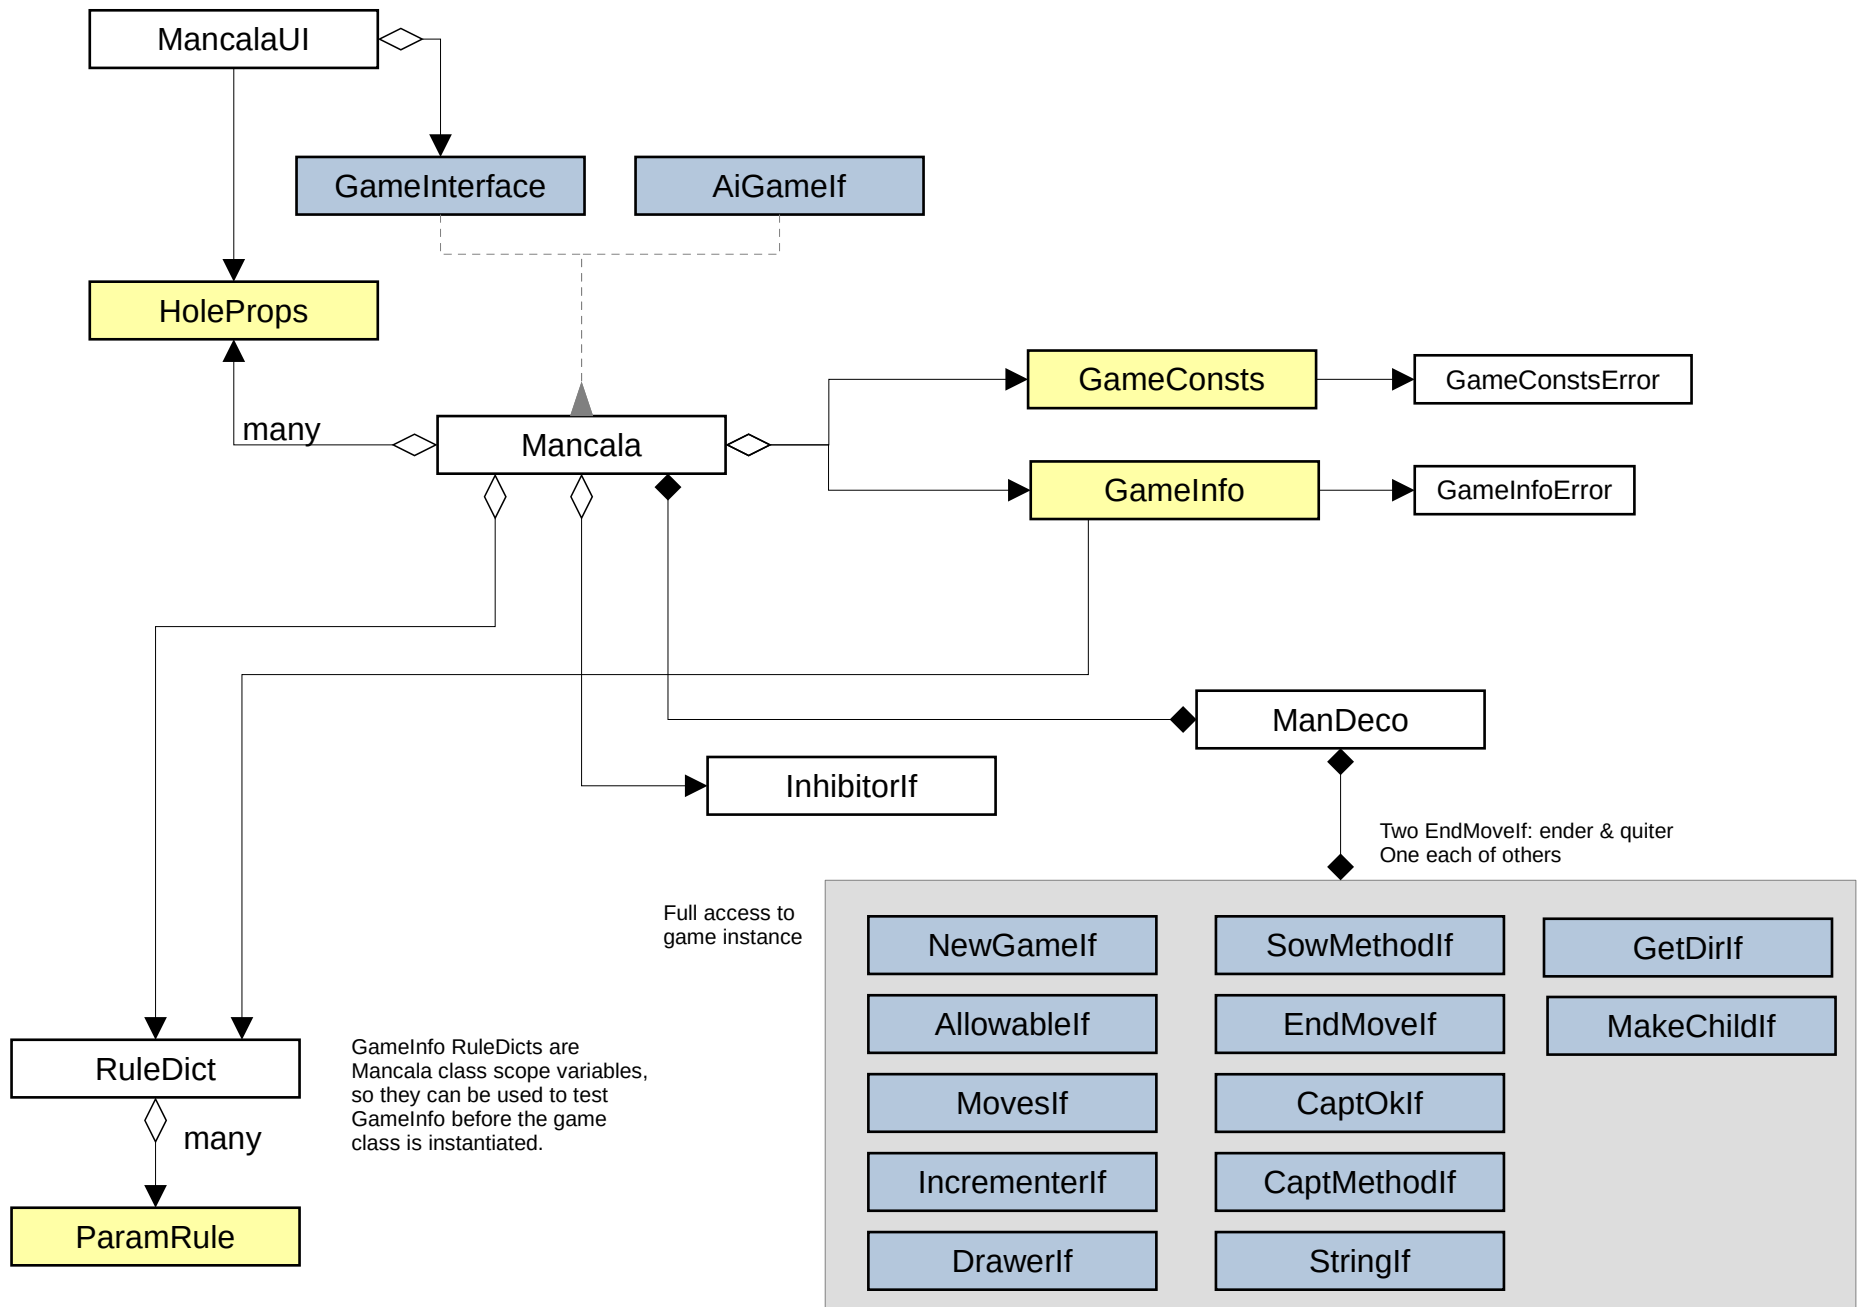 MancalaUI
GameInterface
AiGameIf
HoleProps
many
Mancala
GameConsts
GameConstsError
GameInfo
GameInfoError
ManDeco
InhibitorIf
Two EndMoveIf: ender & quiter
One each of others
Full access to
game instance
NewGameIf
SowMethodIf
GetDirIf
AllowableIf
EndMoveIf
MakeChildIf
MovesIf
CaptOkIf
IncrementerIf
CaptMethodIf
DrawerIf
StringIf
RuleDict
GameInfo RuleDicts are
Mancala class scope variables,
so they can be used to test
GameInfo before the game
class is instantiated.
many
ParamRule